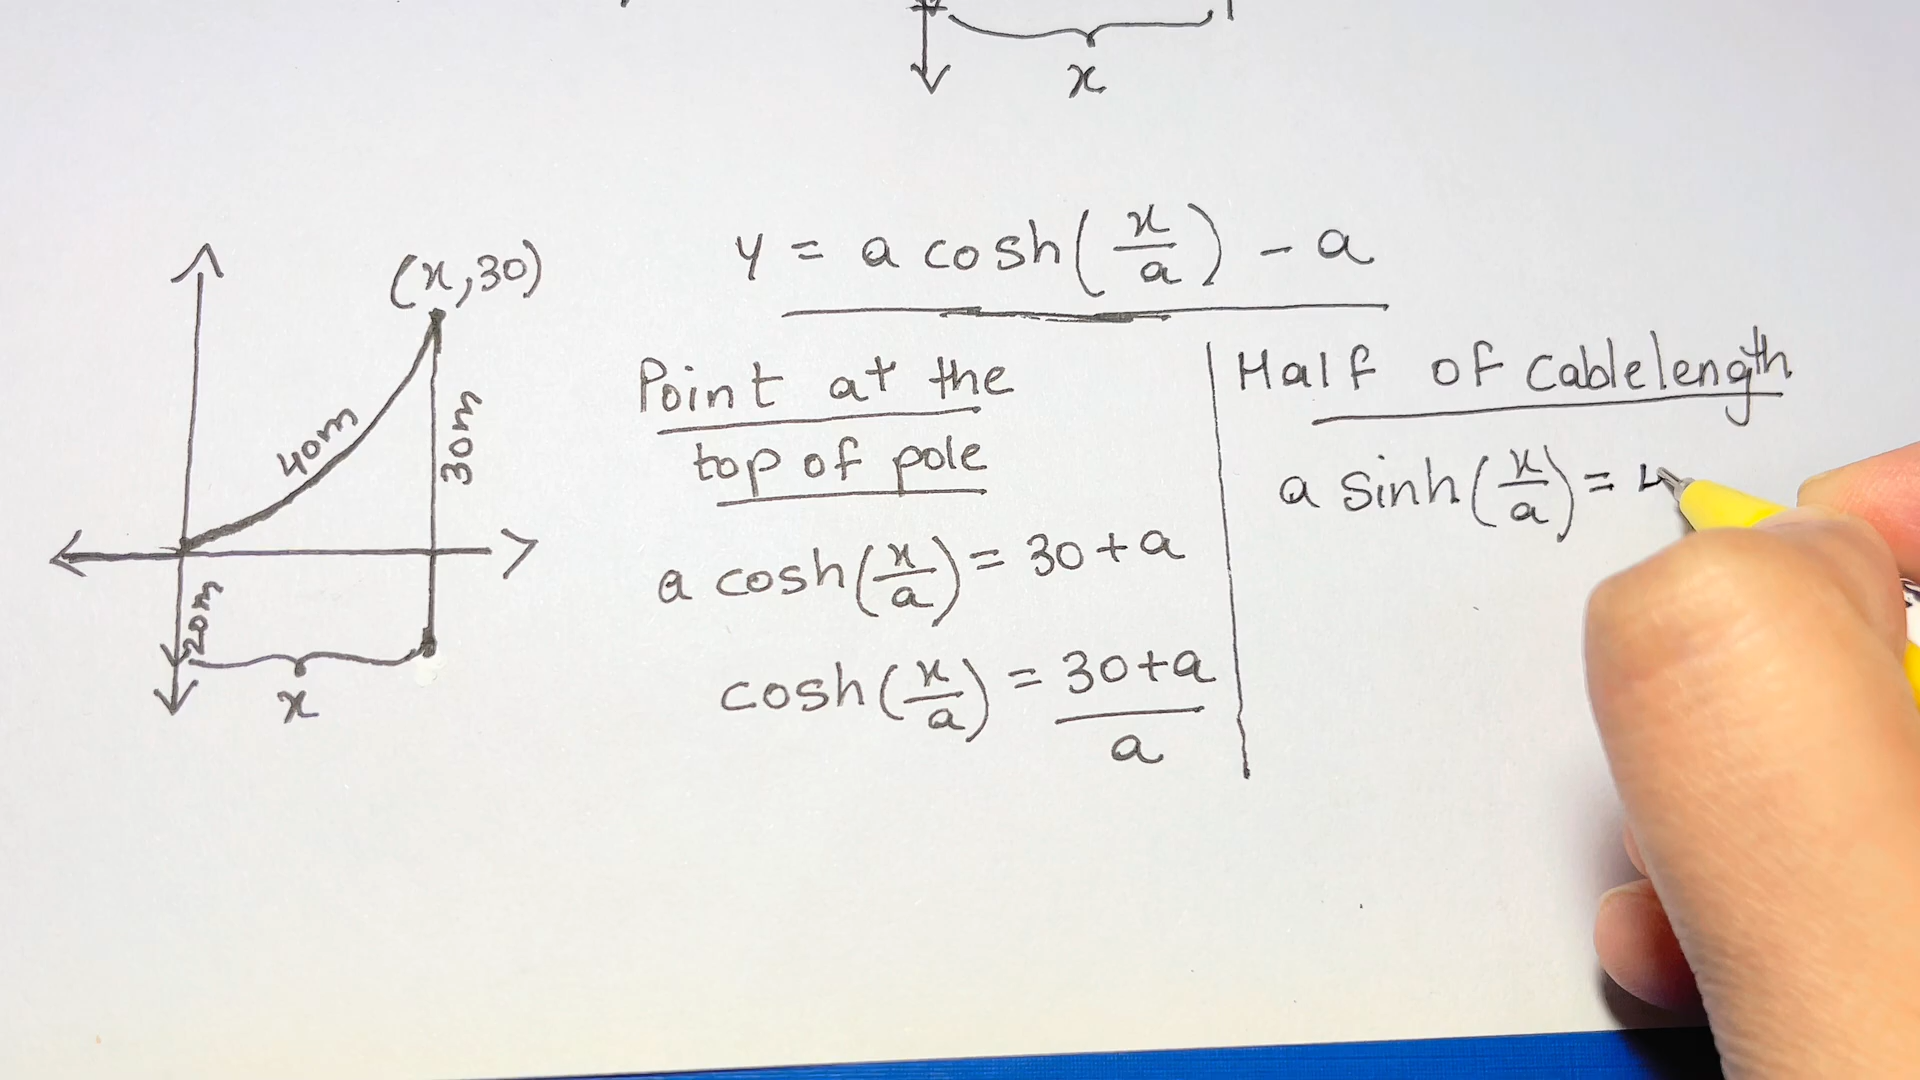 x
(x,30)
40m
30m
20m
x
y = a cosh(x/a) - a
Point at the
top of pole
a cosh(x/a) = 30+a
cosh(x/a) = 30+a/a
Half of cablelength
a sinh(x/a) = 4